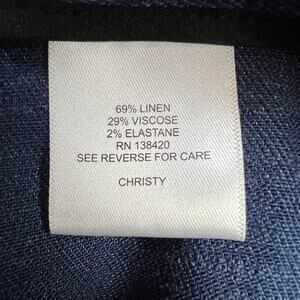 69% LINEN
29% VISCOSE
2% ELASTANE
RN 138420
SEE REVERSE FOR CARE
CHRISTY